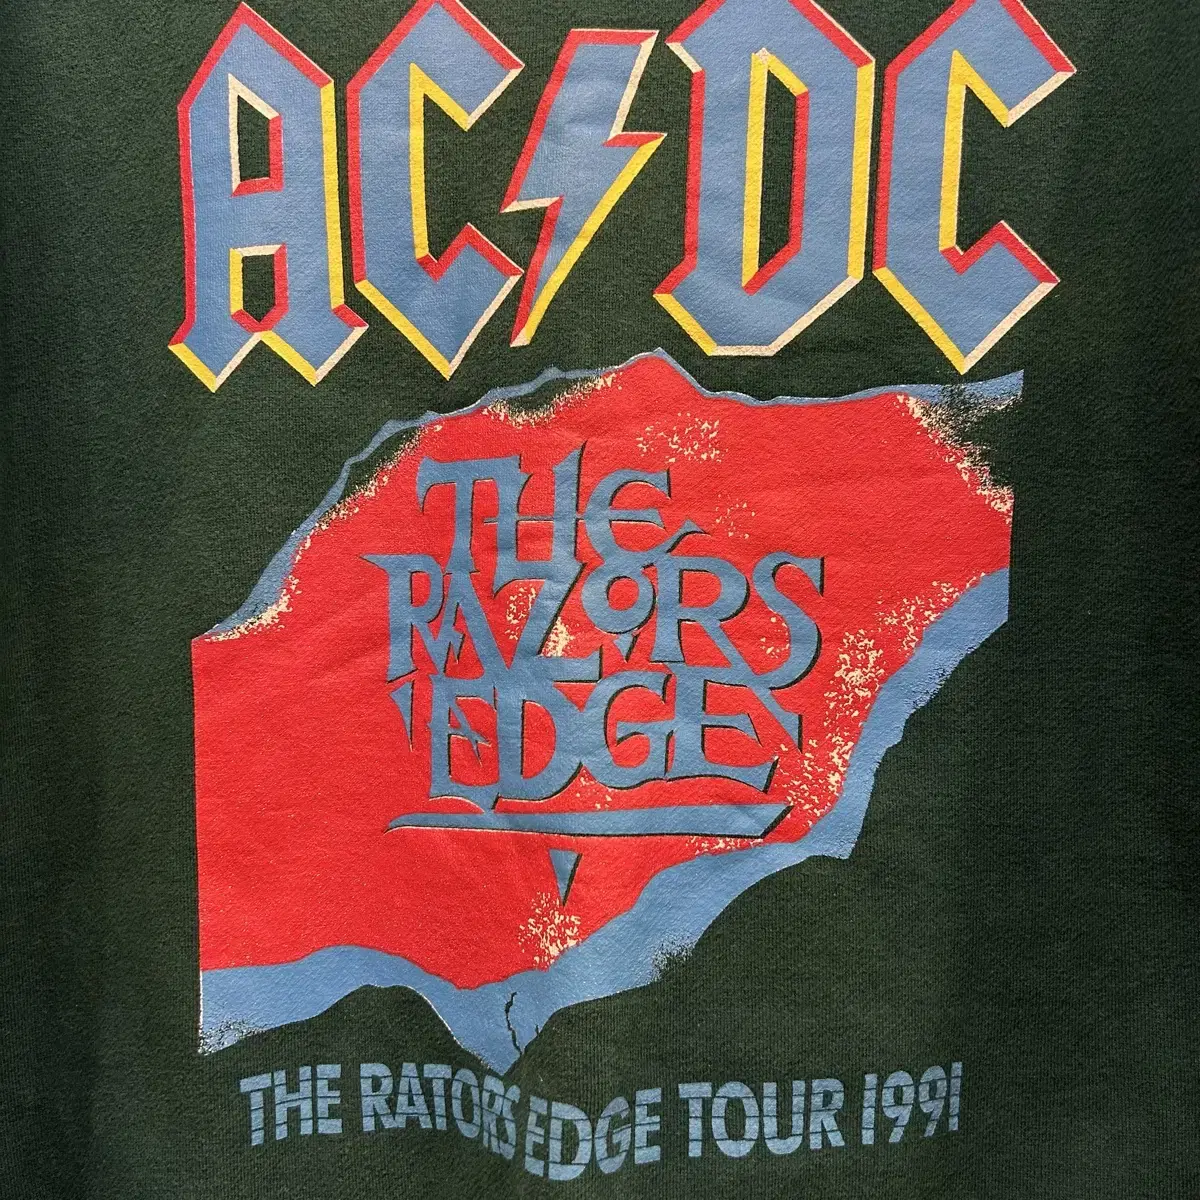 AC/DC
THE
RAZORS
EDGE
THE RATORS EDGE TOUR 1991